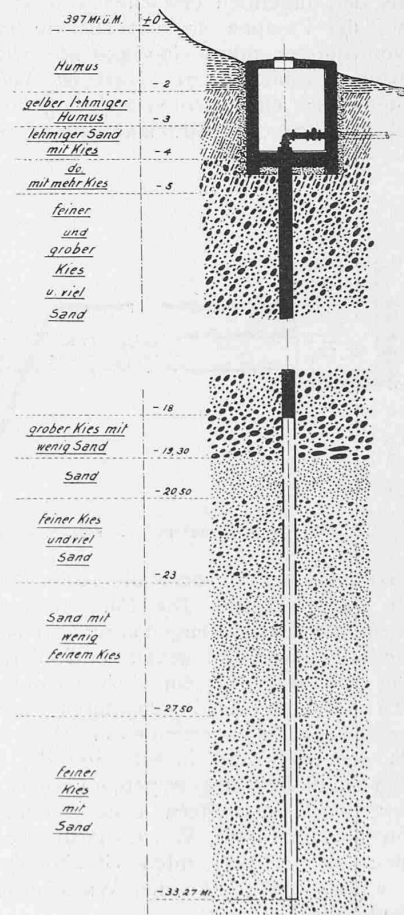 397 M.ü.M. ±0
Humus
-2
gelber lehmiger
Humus
-3
lehmiger Sand
mit Kies
-4
do.
mit mehr Kies
-5
feiner
und
grober
Kies
u. viel
Sand
-18
grober Kies mit
wenig Sand
-19,30
Sand
-20,50
feiner Kies
und viel
Sand
-23
Sand mit
wenig
feinem Kies
-27,50
feiner
Kies
mit
Sand
-33,27 M.